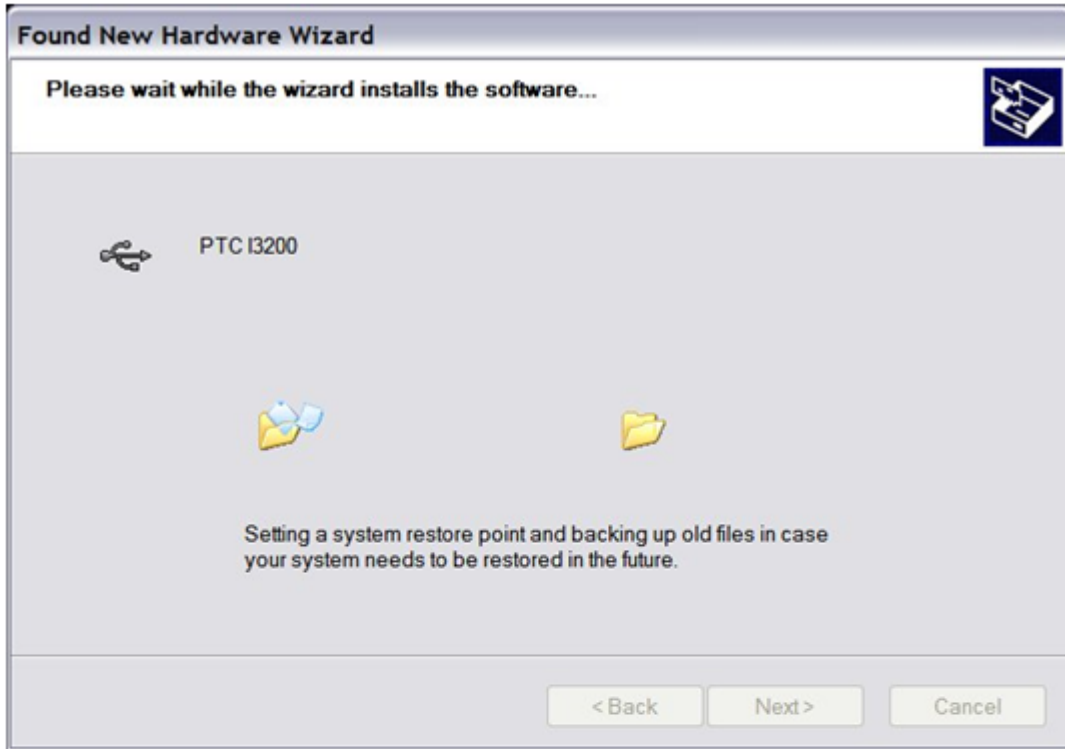 Found New Hardware Wizard
Please wait while the wizard installs the software...
PTC I3200
Setting a system restore point and backing up old files in case
your system needs to be restored in the future.
< Back
Next >
Cancel